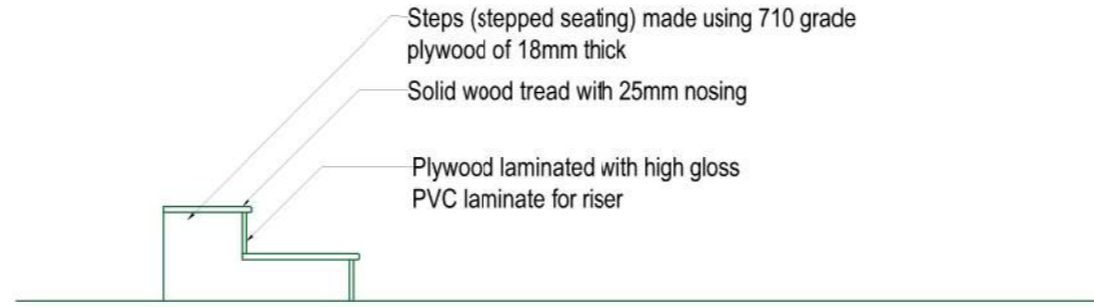 Steps (stepped seating) made using 710 grade
plywood of 18mm thick
Solid wood tread with 25mm nosing
Plywood laminated with high gloss
PVC laminate for riser